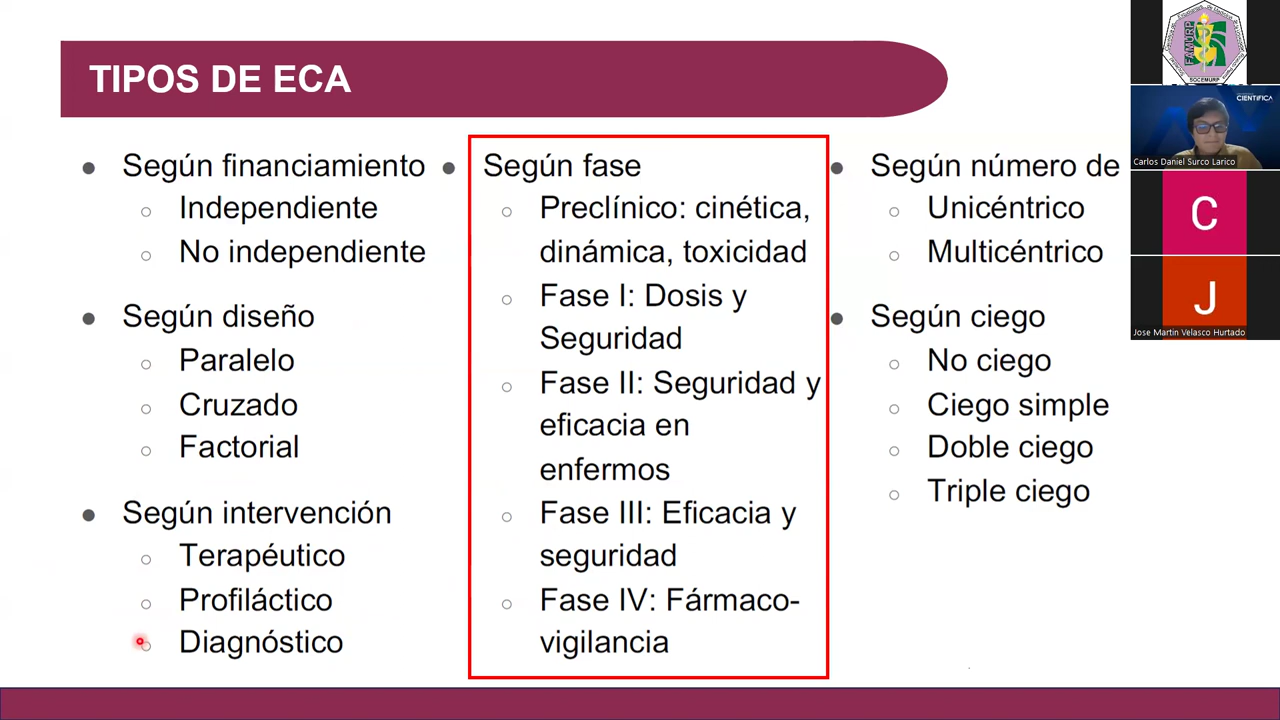 TIPOS DE ECA
Según financiamiento
Independiente
No independiente
Según diseño
Paralelo
Cruzado
Factorial
Según intervención
Terapéutico
Profiláctico
Diagnóstico
Según fase
Preclínico: cinética,
dinámica, toxicidad
Fase I: Dosis y
Seguridad
Fase II: Seguridad y
eficacia en
enfermos
Fase III: Eficacia y
seguridad
Fase IV: Fármaco-
vigilancia
Según número de
Unicéntrico
Multicéntrico
Según ciego
No ciego
Ciego simple
Doble ciego
Triple ciego
FAMURP
SOCEMURP
CIENTÍFICA
Carlos Daniel Surco Larico
C
J
Jose Martin Velasco Hurtado